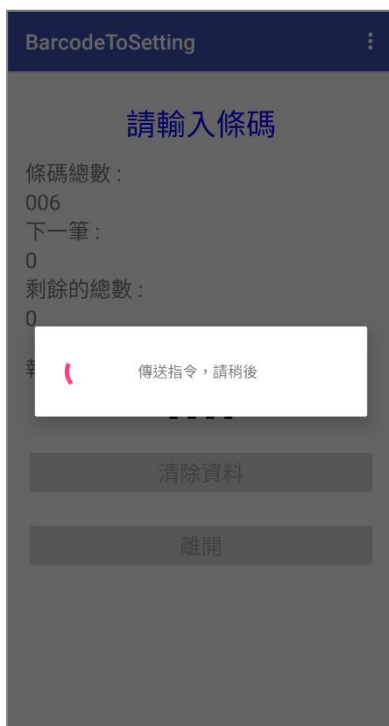 BarcodeToSetting
請輸入條碼
條碼總數 :
006
下一筆 :
0
剩餘的總數 :
0
傳送指令，請稍後
清除資料
離開